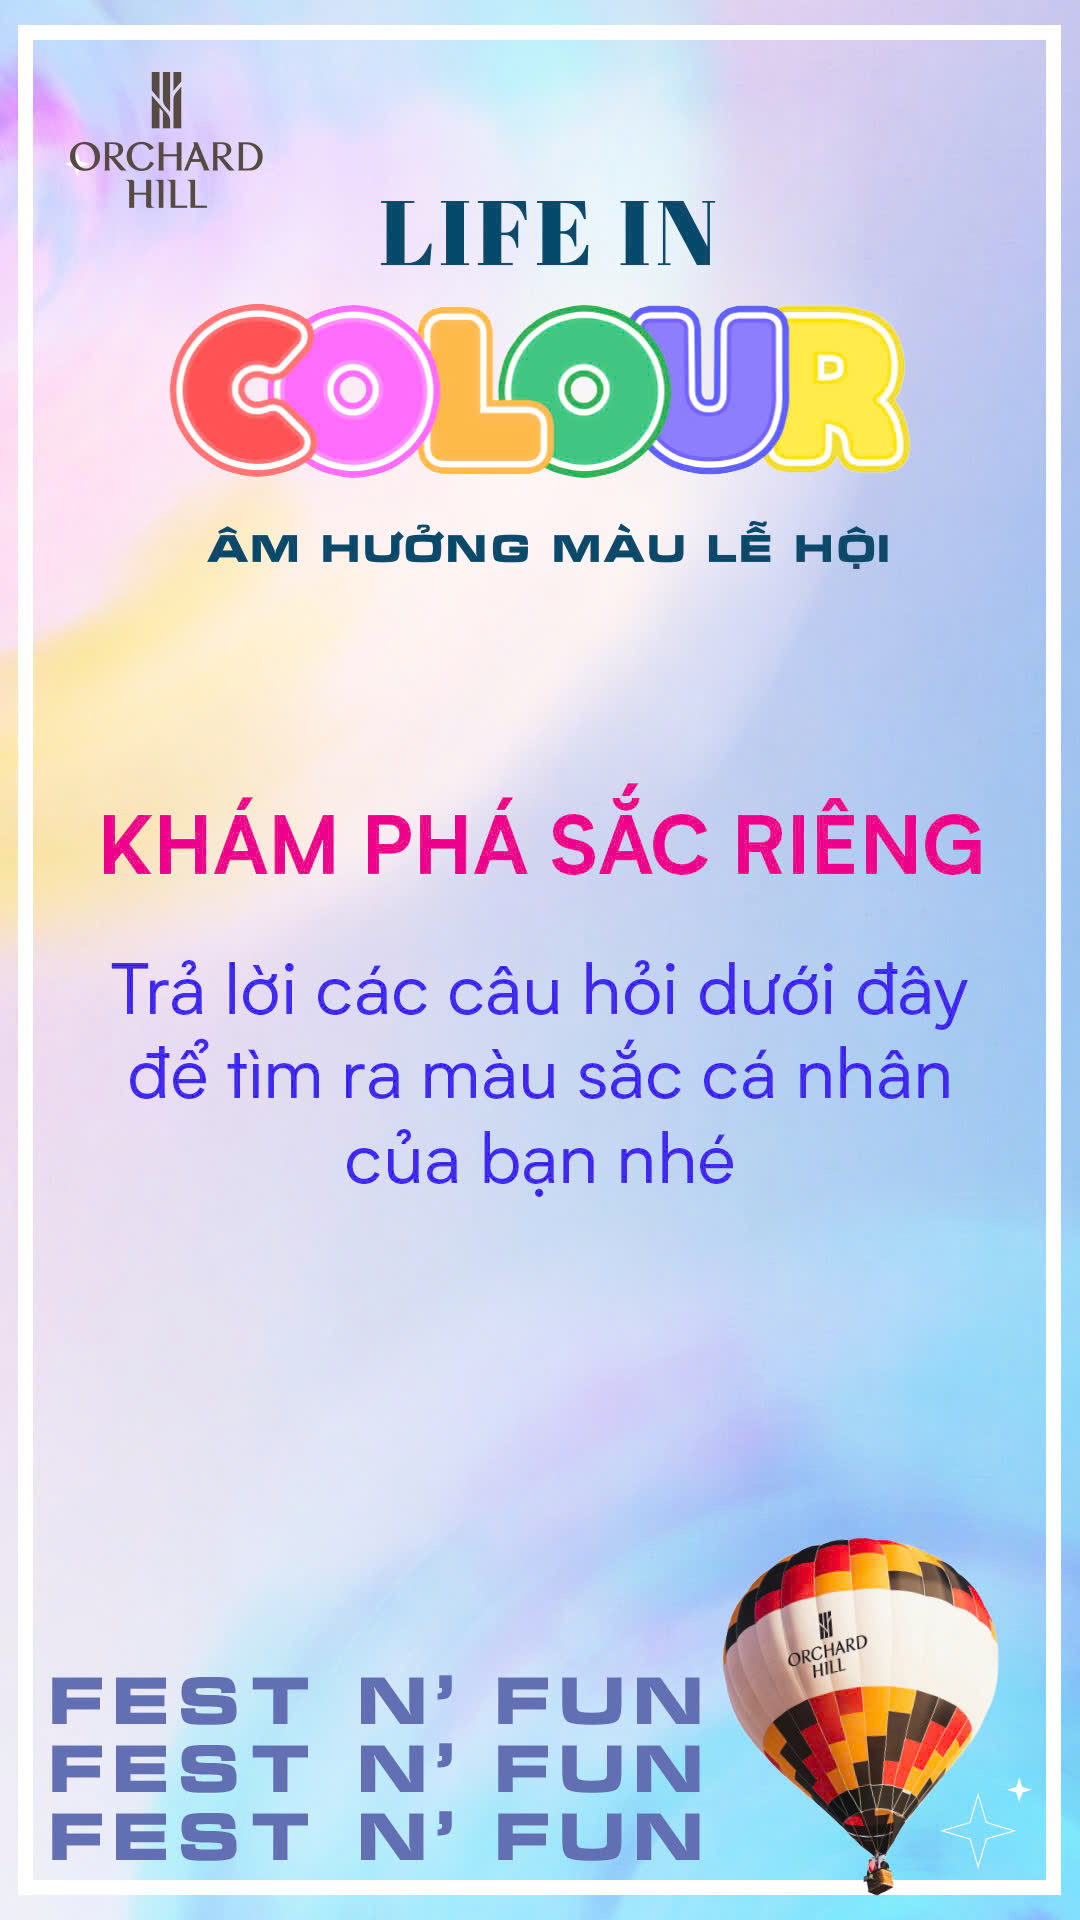 ORCHARD
HILL
LIFE IN
COLOUR
ÂM HƯỞNG MÀU LỄ HỘI
KHÁM PHÁ SẮC RIÊNG
Trả lời các câu hỏi dưới đây
để tìm ra màu sắc cá nhân
của bạn nhé
ORCHARD
HILL
FEST N’ FUN
FEST N’ FUN
FEST N’ FUN